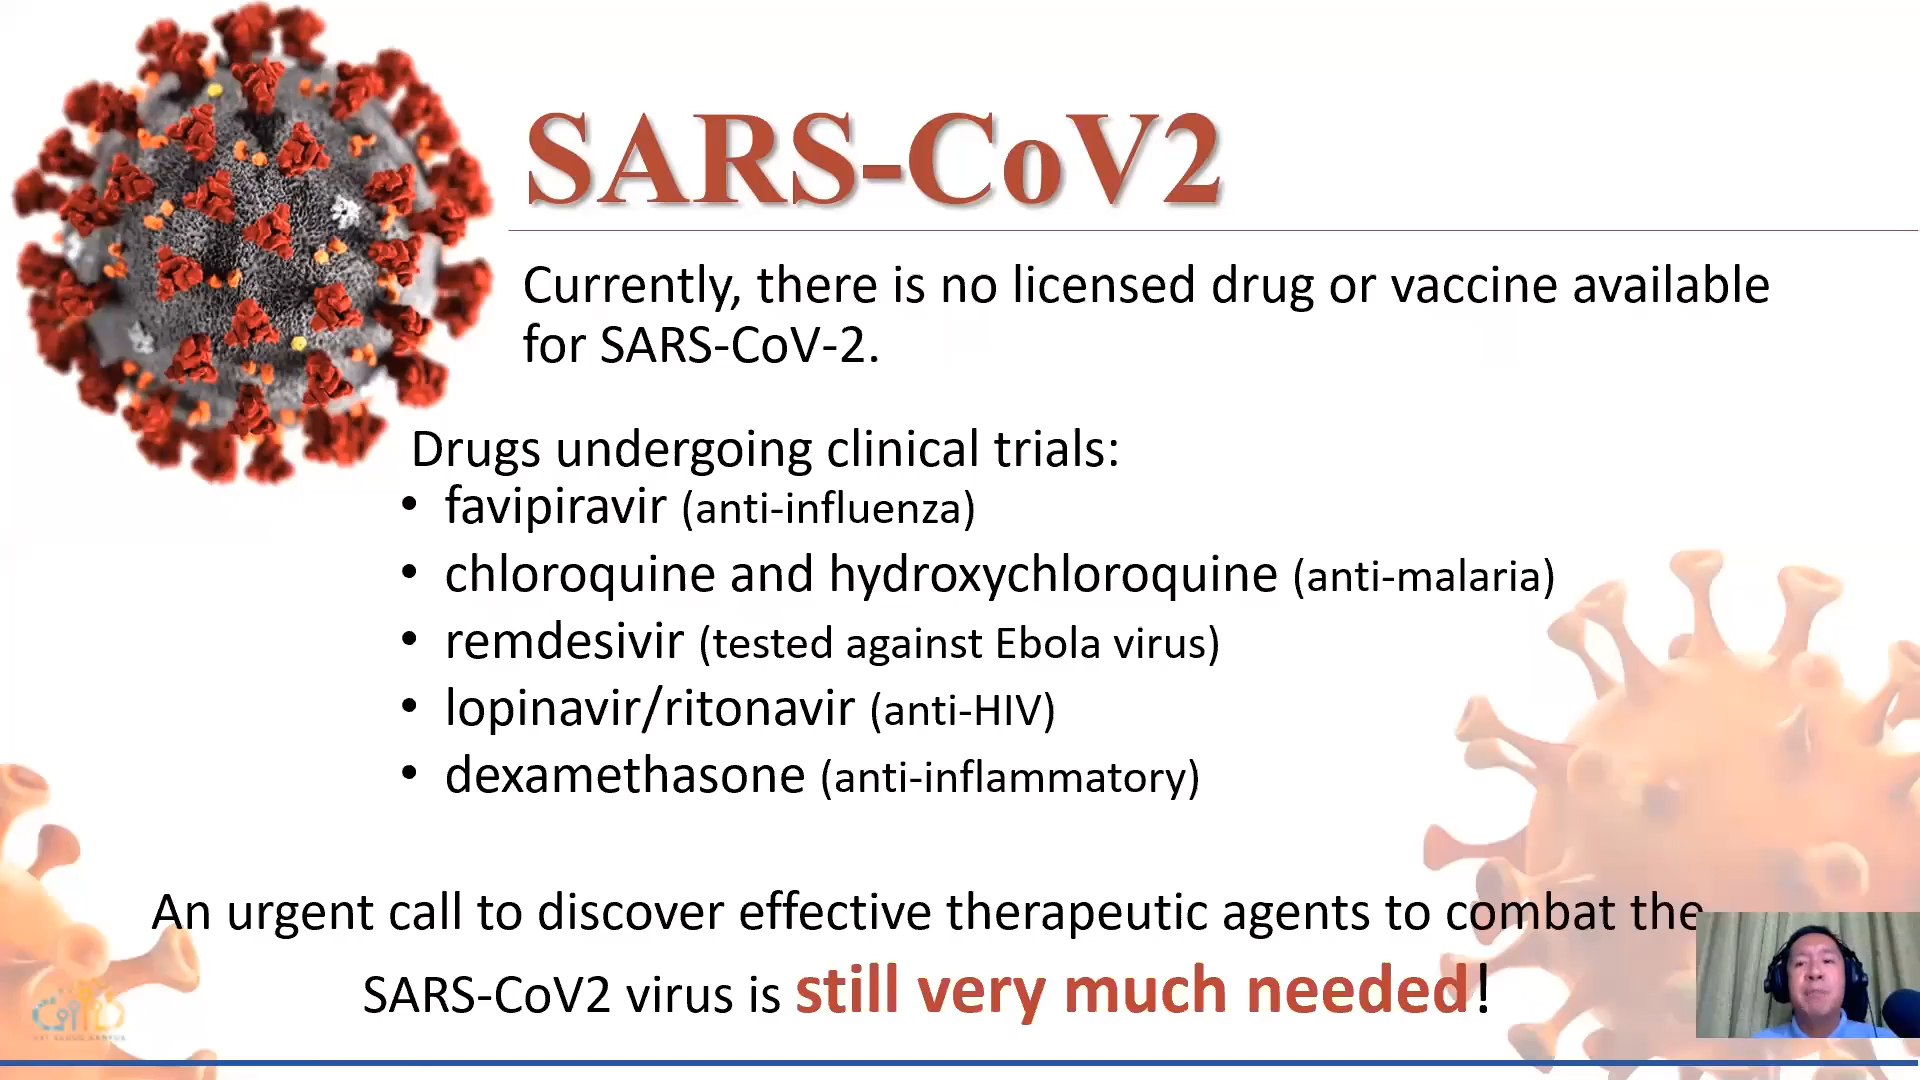 SARS-CoV2
Currently, there is no licensed drug or vaccine available
for SARS-CoV-2.
Drugs undergoing clinical trials:
• favipiravir (anti-influenza)
• chloroquine and hydroxychloroquine (anti-malaria)
• remdesivir (tested against Ebola virus)
• lopinavir/ritonavir (anti-HIV)
• dexamethasone (anti-inflammatory)
An urgent call to discover effective therapeutic agents to combat the
SARS-CoV2 virus is still very much needed!